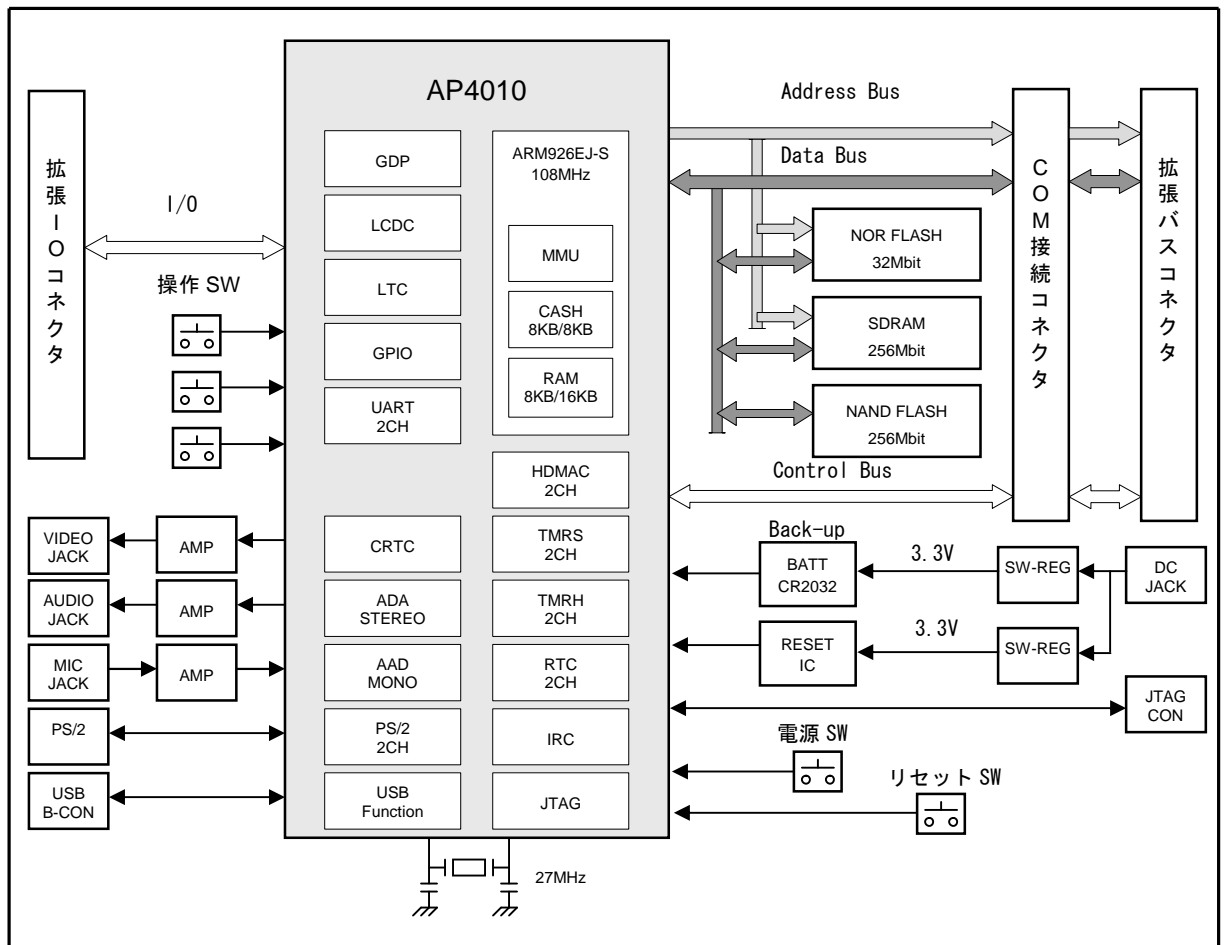 AP4010
GDP
LCDC
LTC
GPIO
UART
2CH
CRTC
ADA
STEREO
AAD
MONO
PS/2
2CH
USB
Function
ARM926EJ-S
108MHz
MMU
CASH
8KB/8KB
RAM
8KB/16KB
HDMAC
2CH
TMRS
2CH
TMRH
2CH
RTC
2CH
IRC
JTAG
拡張IOコネクタ
I/O
操作 SW
VIDEO
JACK
AMP
AUDIO
JACK
AMP
MIC
JACK
AMP
PS/2
USB
B-CON
27MHz
Address Bus
Data Bus
NOR FLASH
32Mbit
SDRAM
256Mbit
NAND FLASH
256Mbit
Control Bus
COM接続コネクタ
拡張バスコネクタ
Back-up
BATT
CR2032
3.3V
SW-REG
DC
JACK
RESET
IC
3.3V
SW-REG
JTAG
CON
電源 SW
リセット SW